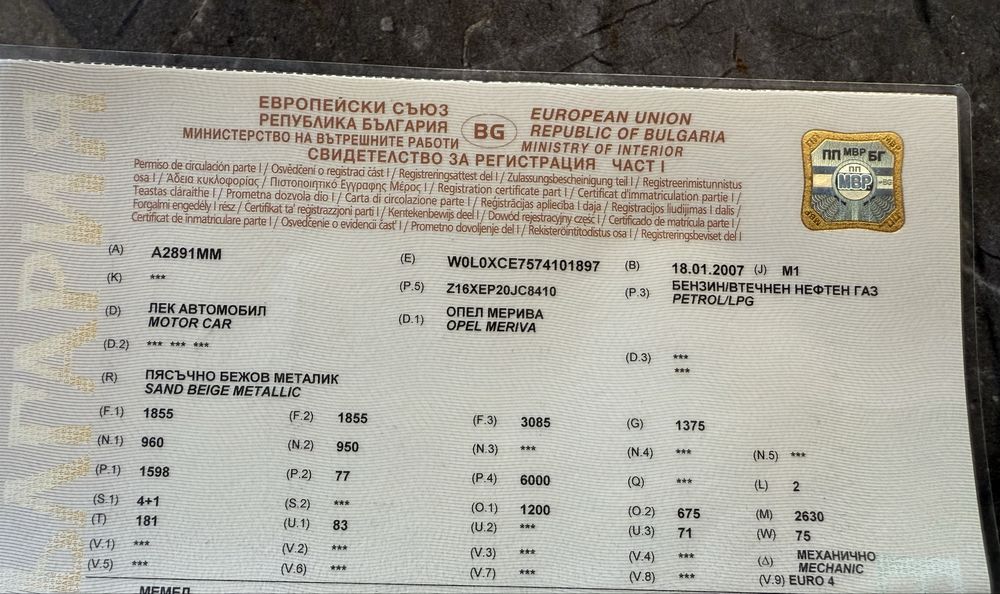 ЕВРОПЕЙСКИ СЪЮЗ
РЕПУБЛИКА БЪЛГАРИЯ
МИНИСТЕРСТВО НА ВЪТРЕШНИТЕ РАБОТИ
BG
EUROPEAN UNION
REPUBLIC OF BULGARIA
MINISTRY OF INTERIOR
СВИДЕТЕЛСТВО ЗА РЕГИСТРАЦИЯ ЧАСТ I
Permiso de circulación parte I / Osvědčení o registraci část I / Registreringsattest del I / Zulassungsbescheinigung teil I / Registreerimistunnistus
osa I / Άδεια κυκλοφορίας / Πιστοποιητικό Εγγραφης Μέρος I / Registration certificate part I / Certificat d'immatriculation partie I /
Teastas cláraithe I / Prometna dozvola dio I / Carta di circolazione parte I / Reģistrācijas apliecība I daļa / Registracijos liudijimas I dalis /
Forgalmi engedély I rész / Čertifikat ta' registrazzjoni parti I / Kentekenbewijs deel I / Dowód rejestracyjny część I / Certificado de matrícula parte I /
Certificat de inmatriculare parte I / Osvedčenie o evidencii časť I / Prometno dovoljenje del I / Rekisteröintitodistus osa I / Registreringsbeviset del I
ПП МВР БГ
ПП
МВР
BG
(A) A2891MM
(E) W0L0XCE7574101897
(B) 18.01.2007 (J) M1
(K) ***
(P.5) Z16XEP20JC8410
(P.3) БЕНЗИН/ВТЕЧНЕН НЕФТЕН ГАЗ
PETROL/LPG
(D) ЛЕК АВТОМОБИЛ
MOTOR CAR
(D.1) ОПЕЛ МЕРИВА
OPEL MERIVA
(D.2) *** *** ***
(D.3) ***
***
(R) ПЯСЪЧНО БЕЖОВ МЕТАЛИК
SAND BEIGE METALLIC
(F.1) 1855 (F.2) 1855 (F.3) 3085 (G) 1375
(N.1) 960 (N.2) 950 (N.3) *** (N.4) *** (N.5) ***
(P.1) 1598 (P.2) 77 (P.4) 6000 (Q) *** (L) 2
(S.1) 4+1 (S.2) *** (O.1) 1200 (O.2) 675 (M) 2630
(T) 181 (U.1) 83 (U.2) *** (U.3) 71 (W) 75
(V.1) *** (V.2) *** (V.3) *** (V.4) *** (Δ) МЕХАНИЧНО
MECHANIC
(V.5) *** (V.6) *** (V.7) *** (V.8) *** (V.9) EURO 4